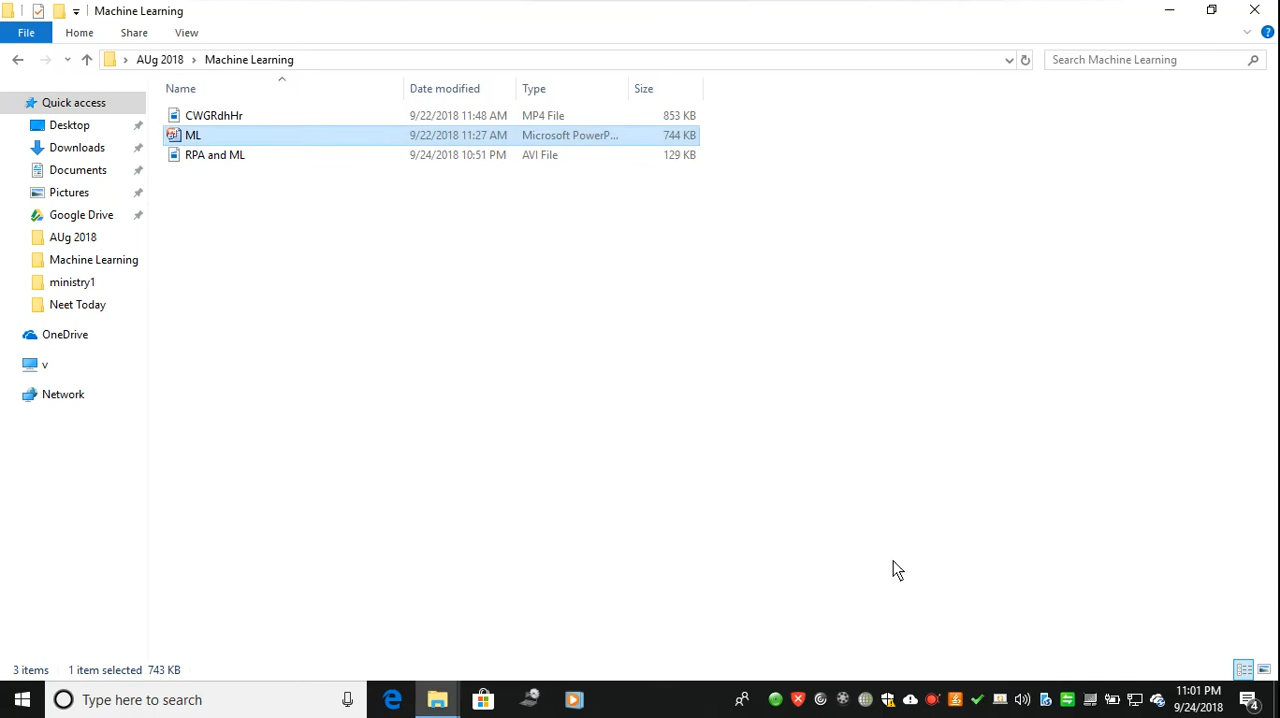 Machine Learning
File Home Share View
AUg 2018 Machine Learning Search Machine Learning
Name Date modified Type Size
CWGRdhHr 9/22/2018 11:48 AM MP4 File 853 KB
ML 9/22/2018 11:27 AM Microsoft PowerP... 744 KB
RPA and ML 9/24/2018 10:51 PM AVI File 129 KB
Quick access
Desktop
Downloads
Documents
Pictures
Google Drive
AUg 2018
Machine Learning
ministry1
Neet Today
OneDrive
v
Network
3 items 1 item selected 743 KB
Type here to search
11:01 PM
9/24/2018
4